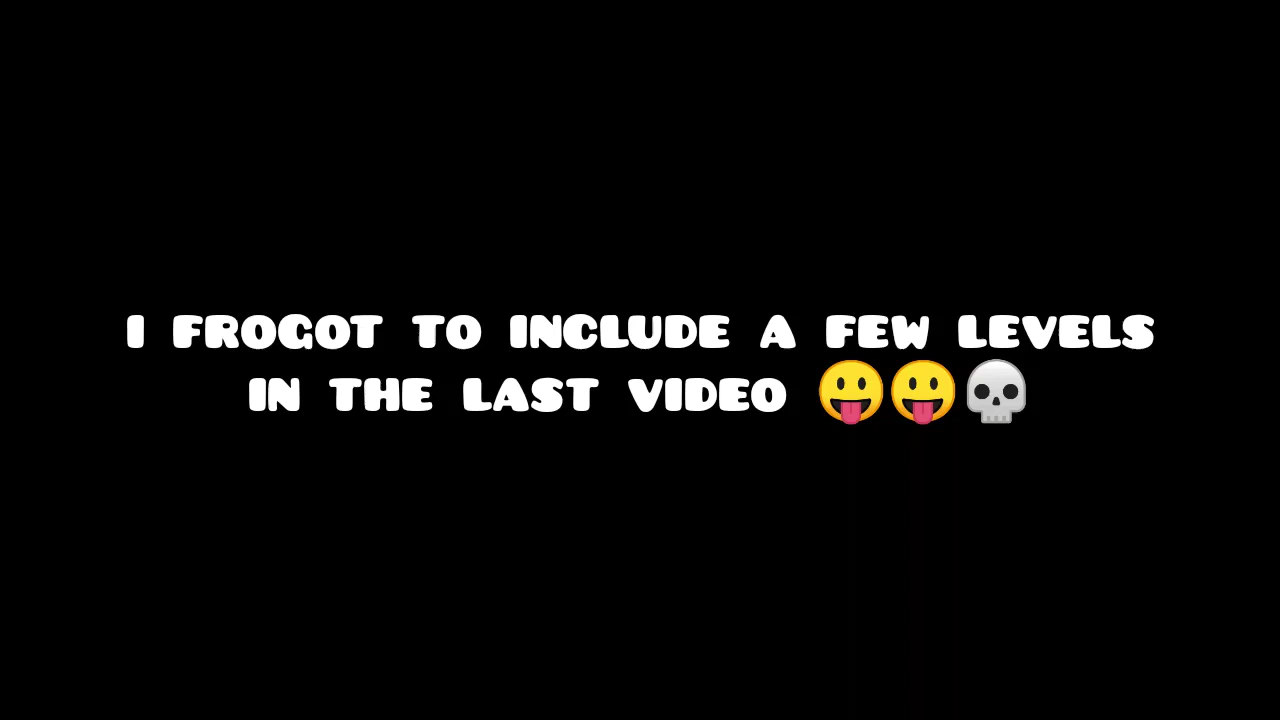 I FROGOT TO INCLUDE A FEW LEVELS
IN THE LAST VIDEO 😛😛💀